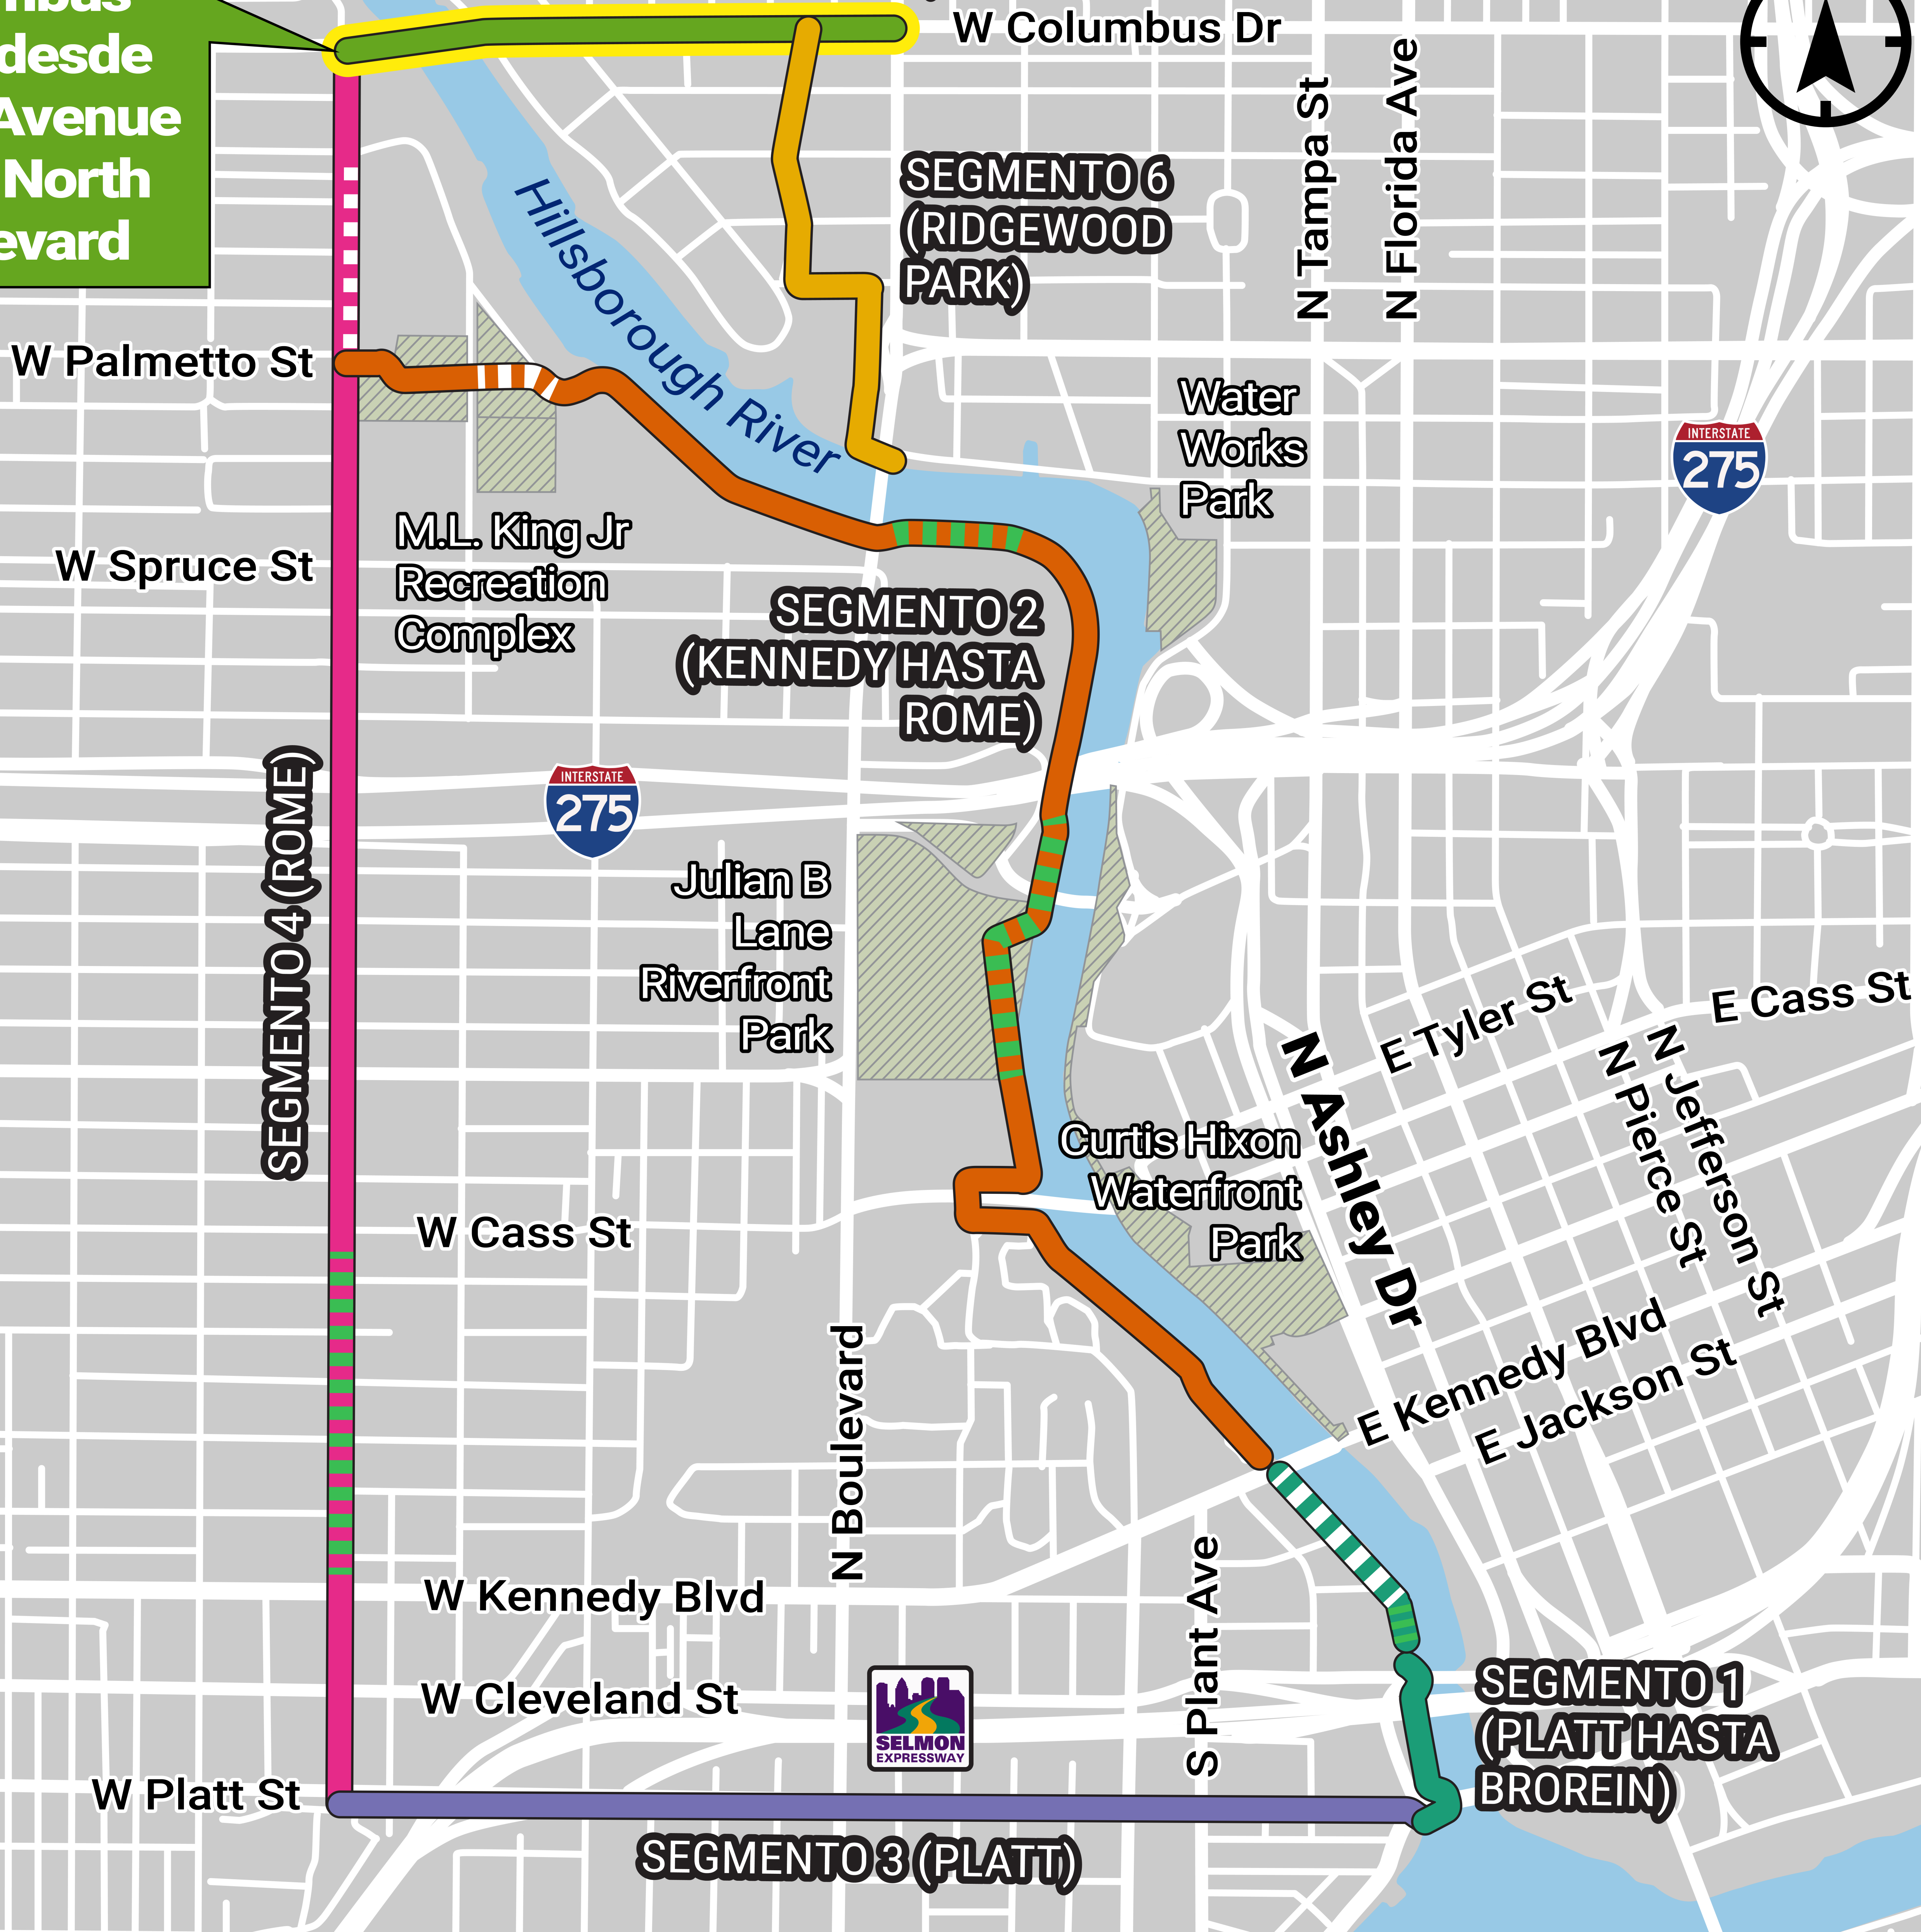 desde
Avenue
North
W Columbus Dr
N Tampa St
N Florida Ave
SEGMENTO 6
(RIDGEWOOD
PARK)
Hillsborough River
W Palmetto St
Water
Works
Park
INTERSTATE
275
M.L. King Jr
Recreation
Complex
W Spruce St
SEGMENTO 2
(KENNEDY HASTA
ROME)
SEGMENTO 4 (ROME)
INTERSTATE
275
Julian B
Lane
Riverfront
Park
E Tyler St
E Cass St
N Ashley Dr
N Pierce St
N Jefferson St
Curtis Hixon
Waterfront
Park
W Cass St
E Kennedy Blvd
E Jackson St
N Boulevard
W Kennedy Blvd
S Plant Ave
W Cleveland St
SELMON
EXPRESSWAY
SEGMENTO 1
(PLATT HASTA
BROREIN)
W Platt St
SEGMENTO 3 (PLATT)